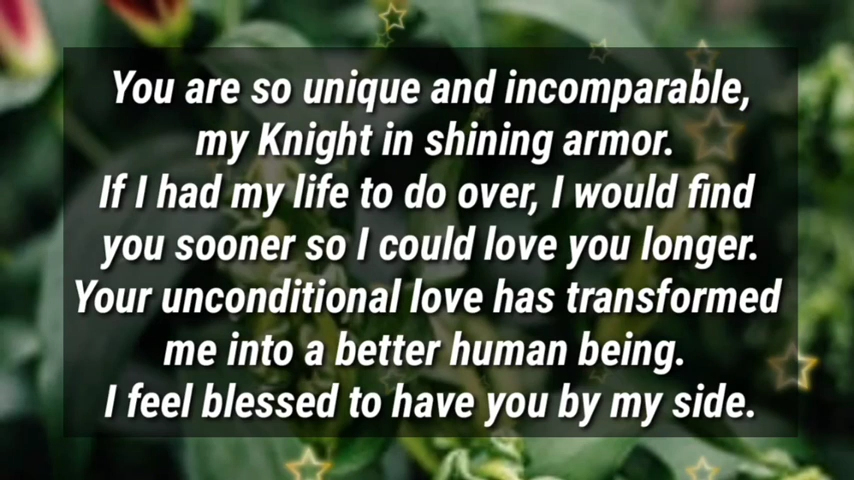 You are so unique and incomparable,
my Knight in shining armor.
If I had my life to do over, I would find
you sooner so I could love you longer.
Your unconditional love has transformed
me into a better human being.
I feel blessed to have you by my side.